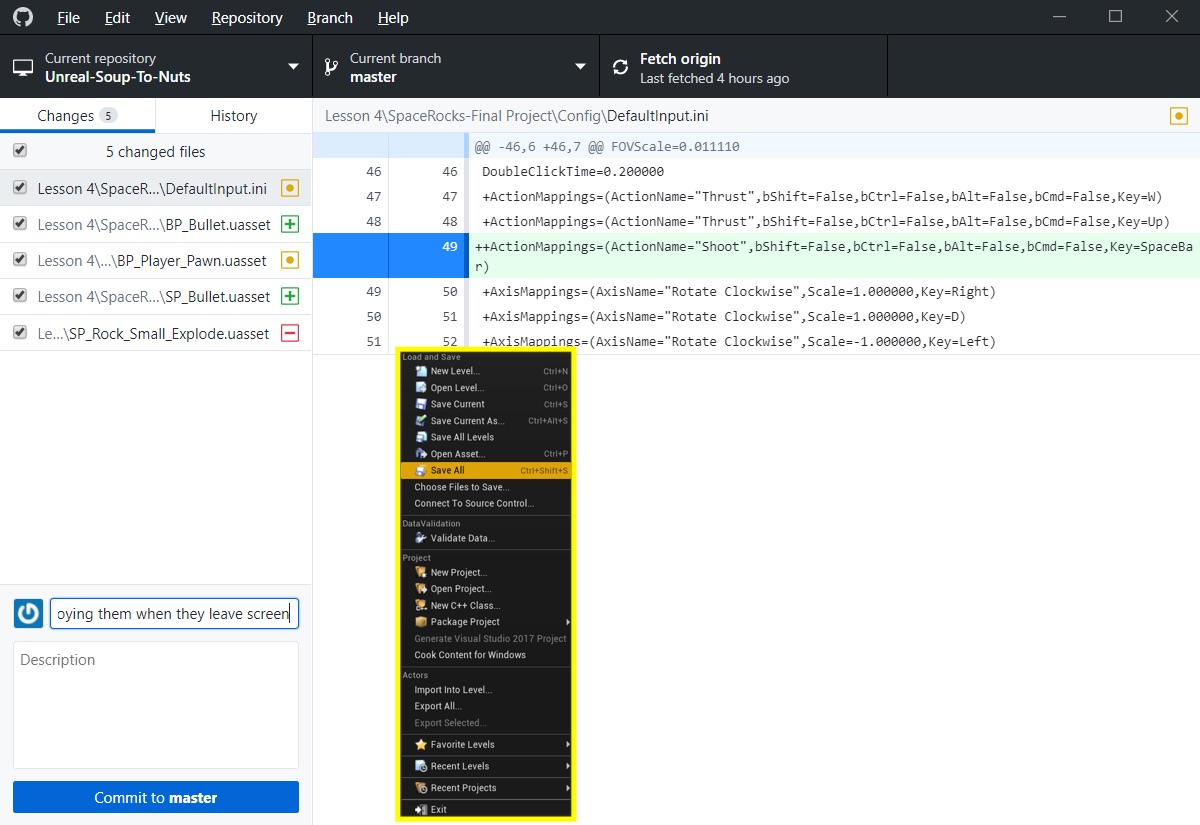 File Edit View Repository Branch Help
Current repository
Unreal-Soup-To-Nuts
Current branch
master
Fetch origin
Last fetched 4 hours ago
Changes 5
History
5 changed files
Lesson 4\SpaceR...\DefaultInput.ini
Lesson 4\SpaceR...\BP_Bullet.uasset
Lesson 4\...\BP_Player_Pawn.uasset
Lesson 4\SpaceR...\SP_Bullet.uasset
Le...\SP_Rock_Small_Explode.uasset
oying them when they leave screen
Description
Commit to master
Lesson 4\SpaceRocks-Final Project\Config\DefaultInput.ini
@@ -46,6 +46,7 @@ FOVScale=0.011110
46 46 DoubleClickTime=0.200000
47 47 +ActionMappings=(ActionName="Thrust",bShift=False,bCtrl=False,bAlt=False,bCmd=False,Key=W)
48 48 +ActionMappings=(ActionName="Thrust",bShift=False,bCtrl=False,bAlt=False,bCmd=False,Key=Up)
49 ++ActionMappings=(ActionName="Shoot",bShift=False,bCtrl=False,bAlt=False,bCmd=False,Key=SpaceBa
r)
49 50 +AxisMappings=(AxisName="Rotate Clockwise",Scale=1.000000,Key=Right)
50 51 +AxisMappings=(AxisName="Rotate Clockwise",Scale=1.000000,Key=D)
51 52 +AxisMappings=(AxisName="Rotate Clockwise",Scale=-1.000000,Key=Left)
Load and Save
New Level... Ctrl+N
Open Level... Ctrl+O
Save Current Ctrl+S
Save Current As... Ctrl+Alt+S
Save All Levels
Open Asset... Ctrl+P
Save All Ctrl+Shift+S
Choose Files to Save...
Connect To Source Control...
DataValidation
Validate Data...
Project
New Project...
Open Project...
New C++ Class...
Package Project
Generate Visual Studio 2017 Project
Cook Content for Windows
Actors
Import Into Level...
Export All...
Export Selected...
Favorite Levels
Recent Levels
Recent Projects
Exit